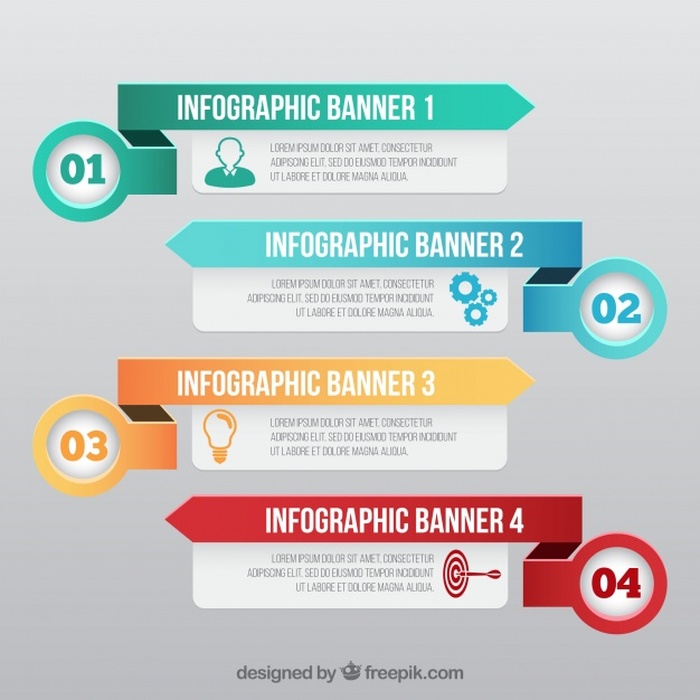 INFOGRAPHIC BANNER 1
01
LOREM IPSUM DOLOR SIT AMET, CONSECTETUR
ADIPISCING ELIT, SED DO EIUSMOD TEMPOR INCIDIDUNT
UT LABORE ET DOLORE MAGNA ALIQUA.
INFOGRAPHIC BANNER 2
LOREM IPSUM DOLOR SIT AMET, CONSECTETUR
ADIPISCING ELIT, SED DO EIUSMOD TEMPOR INCIDIDUNT
UT LABORE ET DOLORE MAGNA ALIQUA.
02
INFOGRAPHIC BANNER 3
03
LOREM IPSUM DOLOR SIT AMET, CONSECTETUR
ADIPISCING ELIT, SED DO EIUSMOD TEMPOR INCIDIDUNT
UT LABORE ET DOLORE MAGNA ALIQUA.
INFOGRAPHIC BANNER 4
LOREM IPSUM DOLOR SIT AMET, CONSECTETUR
ADIPISCING ELIT, SED DO EIUSMOD TEMPOR INCIDIDUNT
UT LABORE ET DOLORE MAGNA ALIQUA.
04
designed by freepik.com